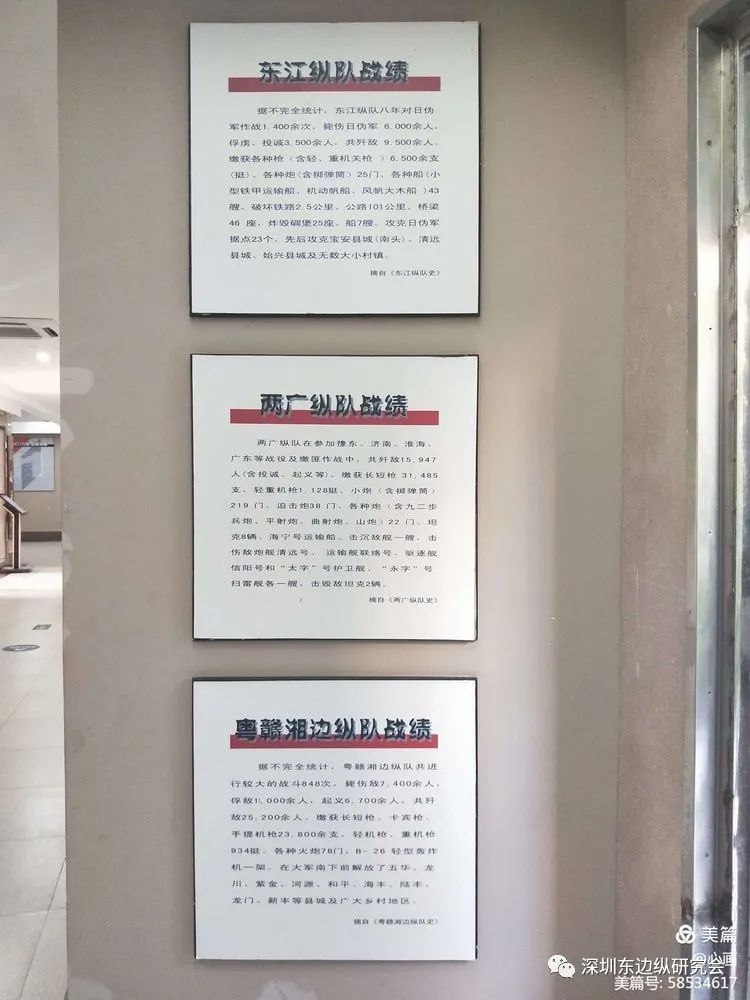 东江纵队战绩
据不完全统计，东江纵队八年对日伪
军作战1,400余次，毙伤日伪军 6,000余人，
俘虏、投诚3,500余人，共歼敌 9,500余人，
缴获各种枪（含轻、重机关枪 ）6,500余支
(挺)、各种炮(含掷弹筒）25门、各种船(小
型铁甲运输船、机动帆船、风帆大木船 )43
艘。破坏铁路2.5公里，公路101公里，桥梁
46 座，炸毁碉堡25座、船7艘。攻克日伪军
据点23个，先后攻克宝安县城(南头)、清远
县城、始兴县城及无数大小村镇。
摘自《东江纵队史》
两广纵队战绩
两广纵队在参加豫东、济南、淮海、
广东等战役及缴匪作战中，共歼敌15,947
人(含投诚、起义等)。缴获长短枪 31,485
支，轻重机枪1,128挺、小炮（含掷弹筒）
219 门、迫击炮38 门、各种炮（含九二步
兵炮、平射炮、曲射炮、山炮）22 门、坦
克8辆、海宁号运输船。击沉敌舰一艘，击
伤敌炮舰清远号、运输舰联络号、驱逐舰
信阳号和“太字”号护卫舰、“永字”号
扫雷舰各一艘，击毁敌坦克2辆。
摘自《两广纵队史》
粤赣湘边纵队战绩
据不完全统计，粤赣湘边纵队共进
行较大的战斗848次，毙伤敌7,400余人，
俘敌11,000余人，起义6,700余人，共歼
敌25,200余人。缴获长短枪、卡宾枪、
手提机枪23,800余支，轻机枪、重机枪
934挺。各种火炮78门，B-26 轻型轰炸
机一架。在大军南下前解放了五华、龙
川、紫金、河源、和平、海丰、陆丰、
龙门、新丰等县城及广大乡村地区。
摘自《粤赣湘边纵队史》
美篇
深圳东边纵研究会
美篇号: 58534617